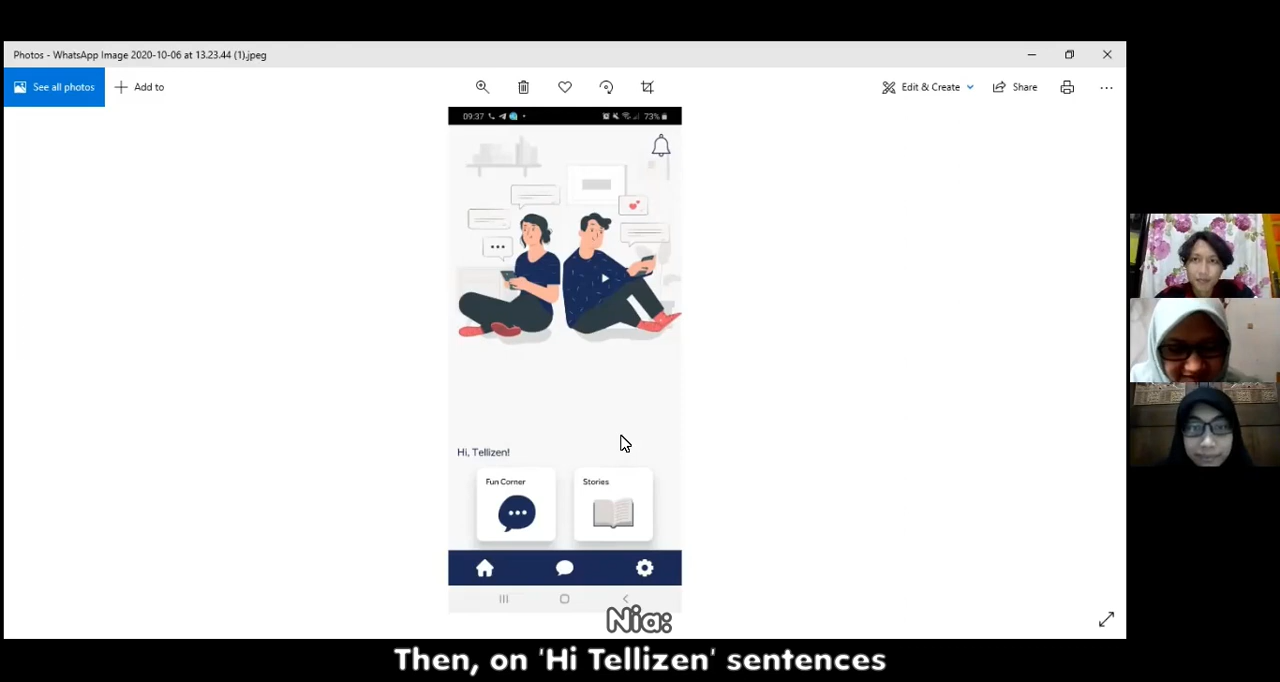 Photos - WhatsApp Image 2020-10-06 at 13.23.44 (1).jpeg
See all photos
Add to
Edit & Create
Share
09:37
73%
Hi, Tellizen!
Fun Corner
Stories
Nia:
Then, on 'Hi Tellizen' sentences